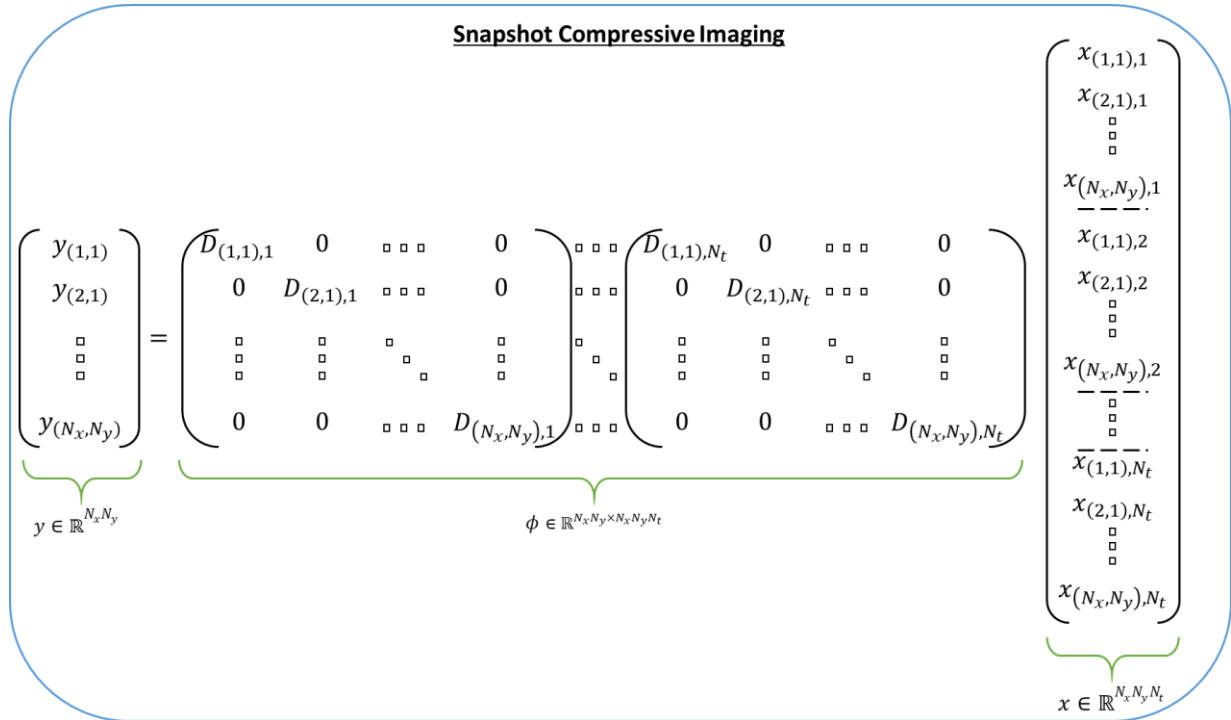 Snapshot Compressive Imaging
y_(1,1)
y_(2,1)
⋮
y_(N_x,N_y)
=
D_(1,1),1 0 ⋯ 0 ⋯ D_(1,1),N_t 0 ⋯ 0
0 D_(2,1),1 ⋯ 0 ⋯ 0 D_(2,1),N_t ⋯ 0
⋮ ⋮ ⋱ ⋮ ⋱ ⋮ ⋮ ⋱ ⋮
0 0 ⋯ D_(N_x,N_y),1 ⋯ 0 0 ⋯ D_(N_x,N_y),N_t
x_(1,1),1
x_(2,1),1
⋮
x_(N_x,N_y),1
x_(1,1),2
x_(2,1),2
⋮
x_(N_x,N_y),2
⋮
x_(1,1),N_t
x_(2,1),N_t
⋮
x_(N_x,N_y),N_t
y ∈ ℝ^{N_x N_y}
ϕ ∈ ℝ^{N_x N_y × N_x N_y N_t}
x ∈ ℝ^{N_x N_y N_t}